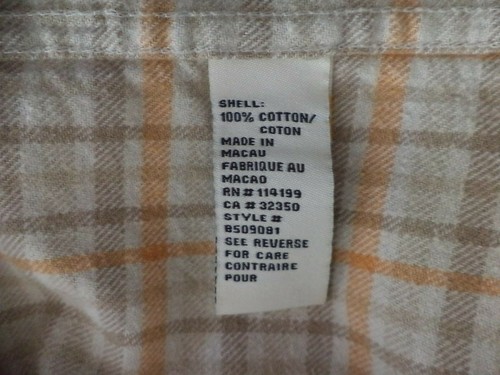 SHELL:
100% COTTON/
COTON
MADE IN
MACAU
FABRIQUE AU
MACAO
RN # 114199
CA # 32350
STYLE #
8509081
SEE REVERSE
FOR CARE
CONTRAIRE
POUR